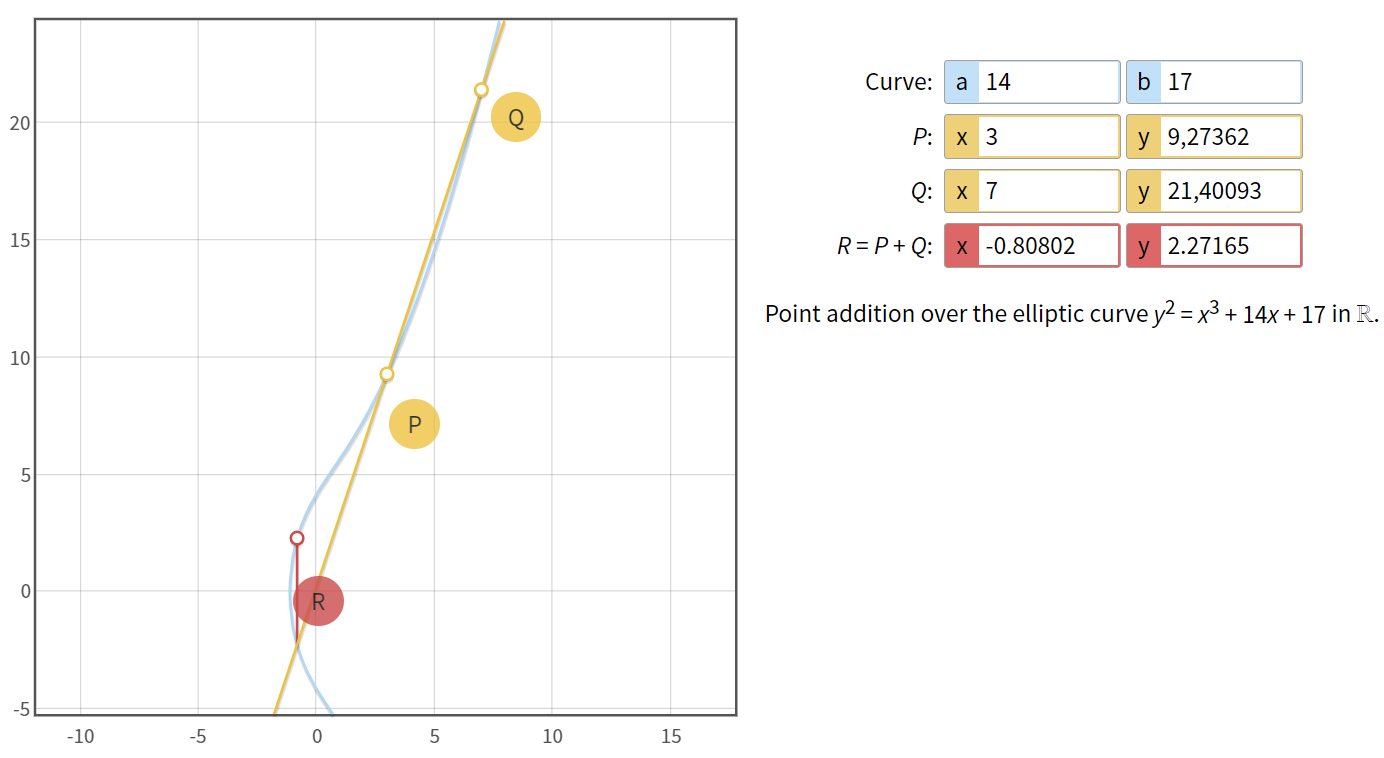 20
15
10
5
0
-5
-10 -5 0 5 10 15
Q
P
R
Curve: a 14 b 17
P: x 3 y 9,27362
Q: x 7 y 21,40093
R = P + Q: x -0.80802 y 2.27165
Point addition over the elliptic curve y² = x³ + 14x + 17 in ℝ.